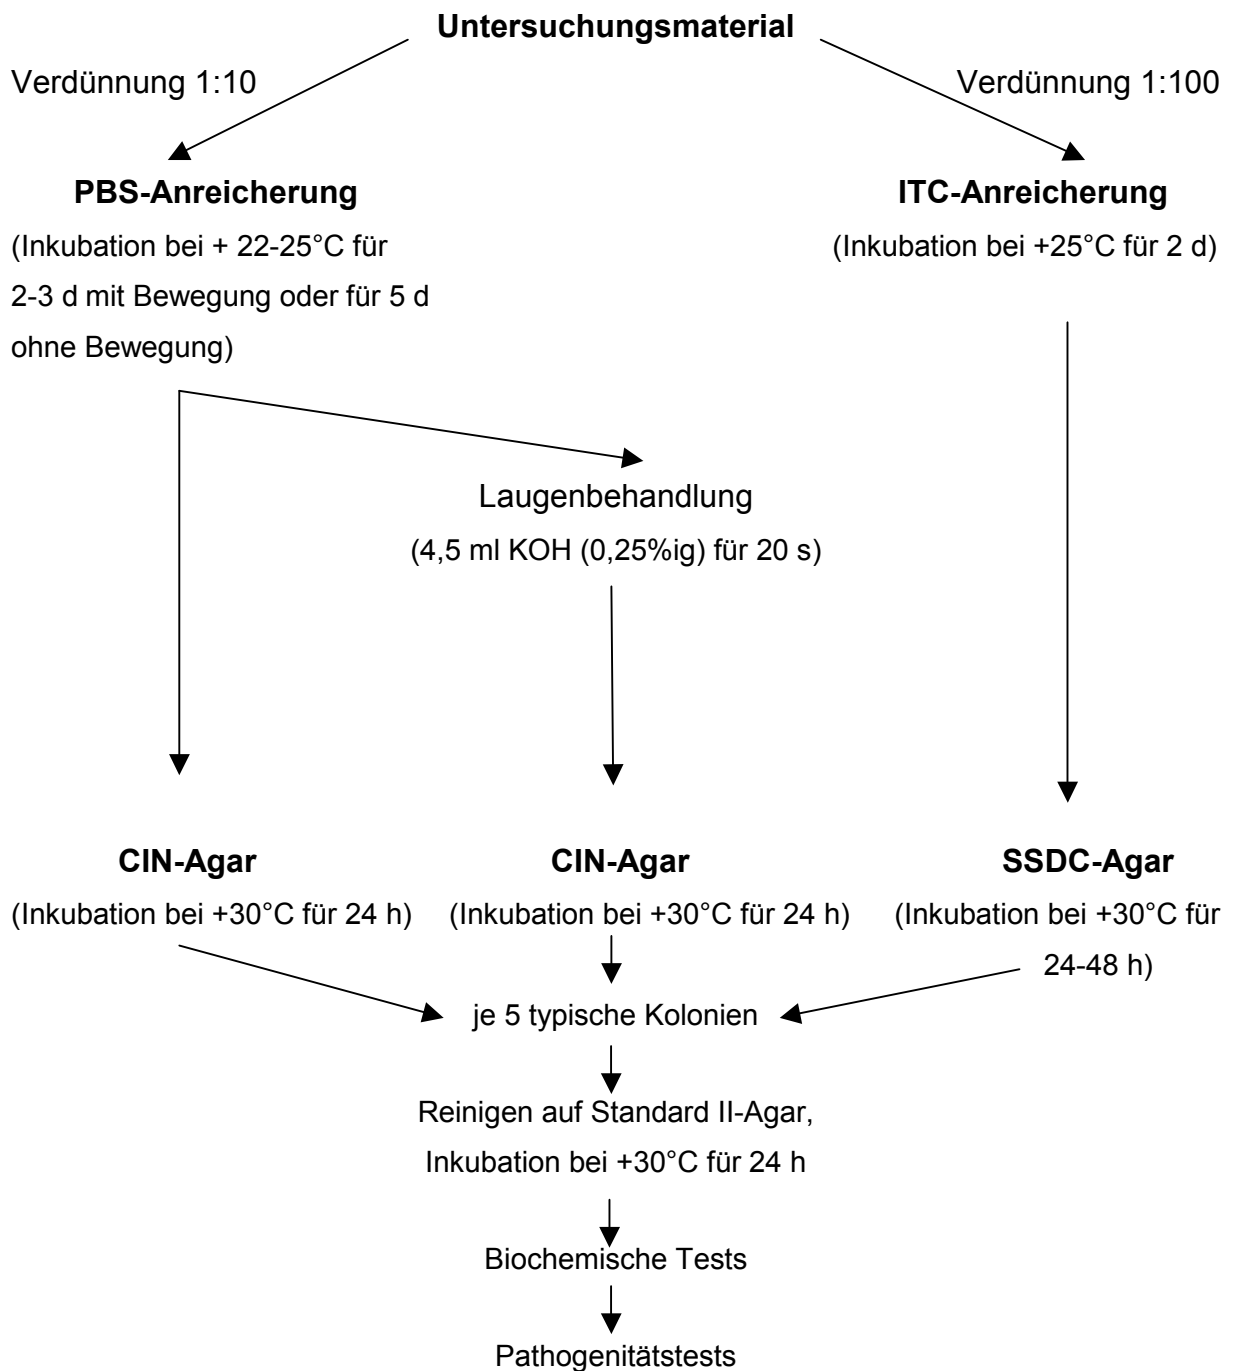 Untersuchungsmaterial
Verdünnung 1:10
Verdünnung 1:100
PBS-Anreicherung
(Inkubation bei + 22-25°C für
2-3 d mit Bewegung oder für 5 d
ohne Bewegung)
ITC-Anreicherung
(Inkubation bei +25°C für 2 d)
Laugenbehandlung
(4,5 ml KOH (0,25%ig) für 20 s)
CIN-Agar
(Inkubation bei +30°C für 24 h)
CIN-Agar
(Inkubation bei +30°C für 24 h)
SSDC-Agar
(Inkubation bei +30°C für
24-48 h)
je 5 typische Kolonien
Reinigen auf Standard II-Agar,
Inkubation bei +30°C für 24 h
Biochemische Tests
Pathogenitätstests